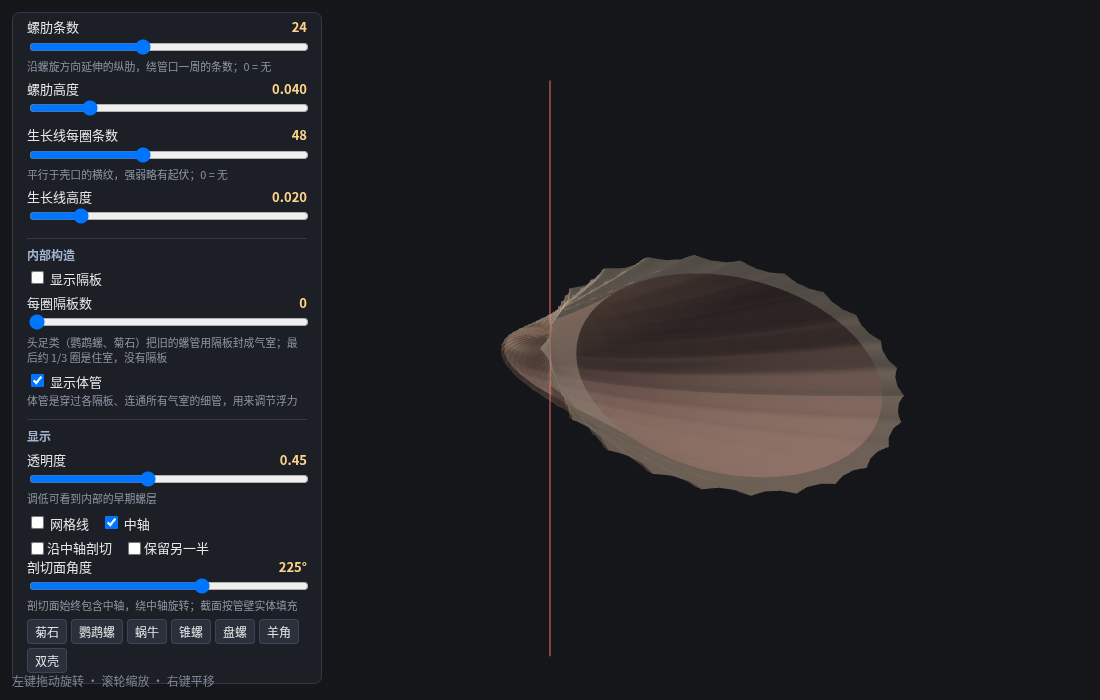 螺肋条数 24
沿螺旋方向延伸的纵肋，绕管口一周的条数；0 = 无
螺肋高度 0.040
生长线每圈条数 48
平行于壳口的横纹，强弱略有起伏；0 = 无
生长线高度 0.020
内部构造
显示隔板
每圈隔板数 0
头足类（鹦鹉螺、菊石）把旧的螺管用隔板封成气室；最
后约 1/3 圈是住室，没有隔板
显示体管
体管是穿过各隔板、连通所有气室的细管，用来调节浮力
显示
透明度 0.45
调低可看到内部的早期螺层
网格线 中轴
沿中轴剖切 保留另一半
剖切面角度 225°
剖切面始终包含中轴，绕中轴旋转；截面按管壁实体填充
菊石 鹦鹉螺 蜗牛 锥螺 盘螺 羊角
双壳
左键拖动旋转 · 滚轮缩放 · 右键平移